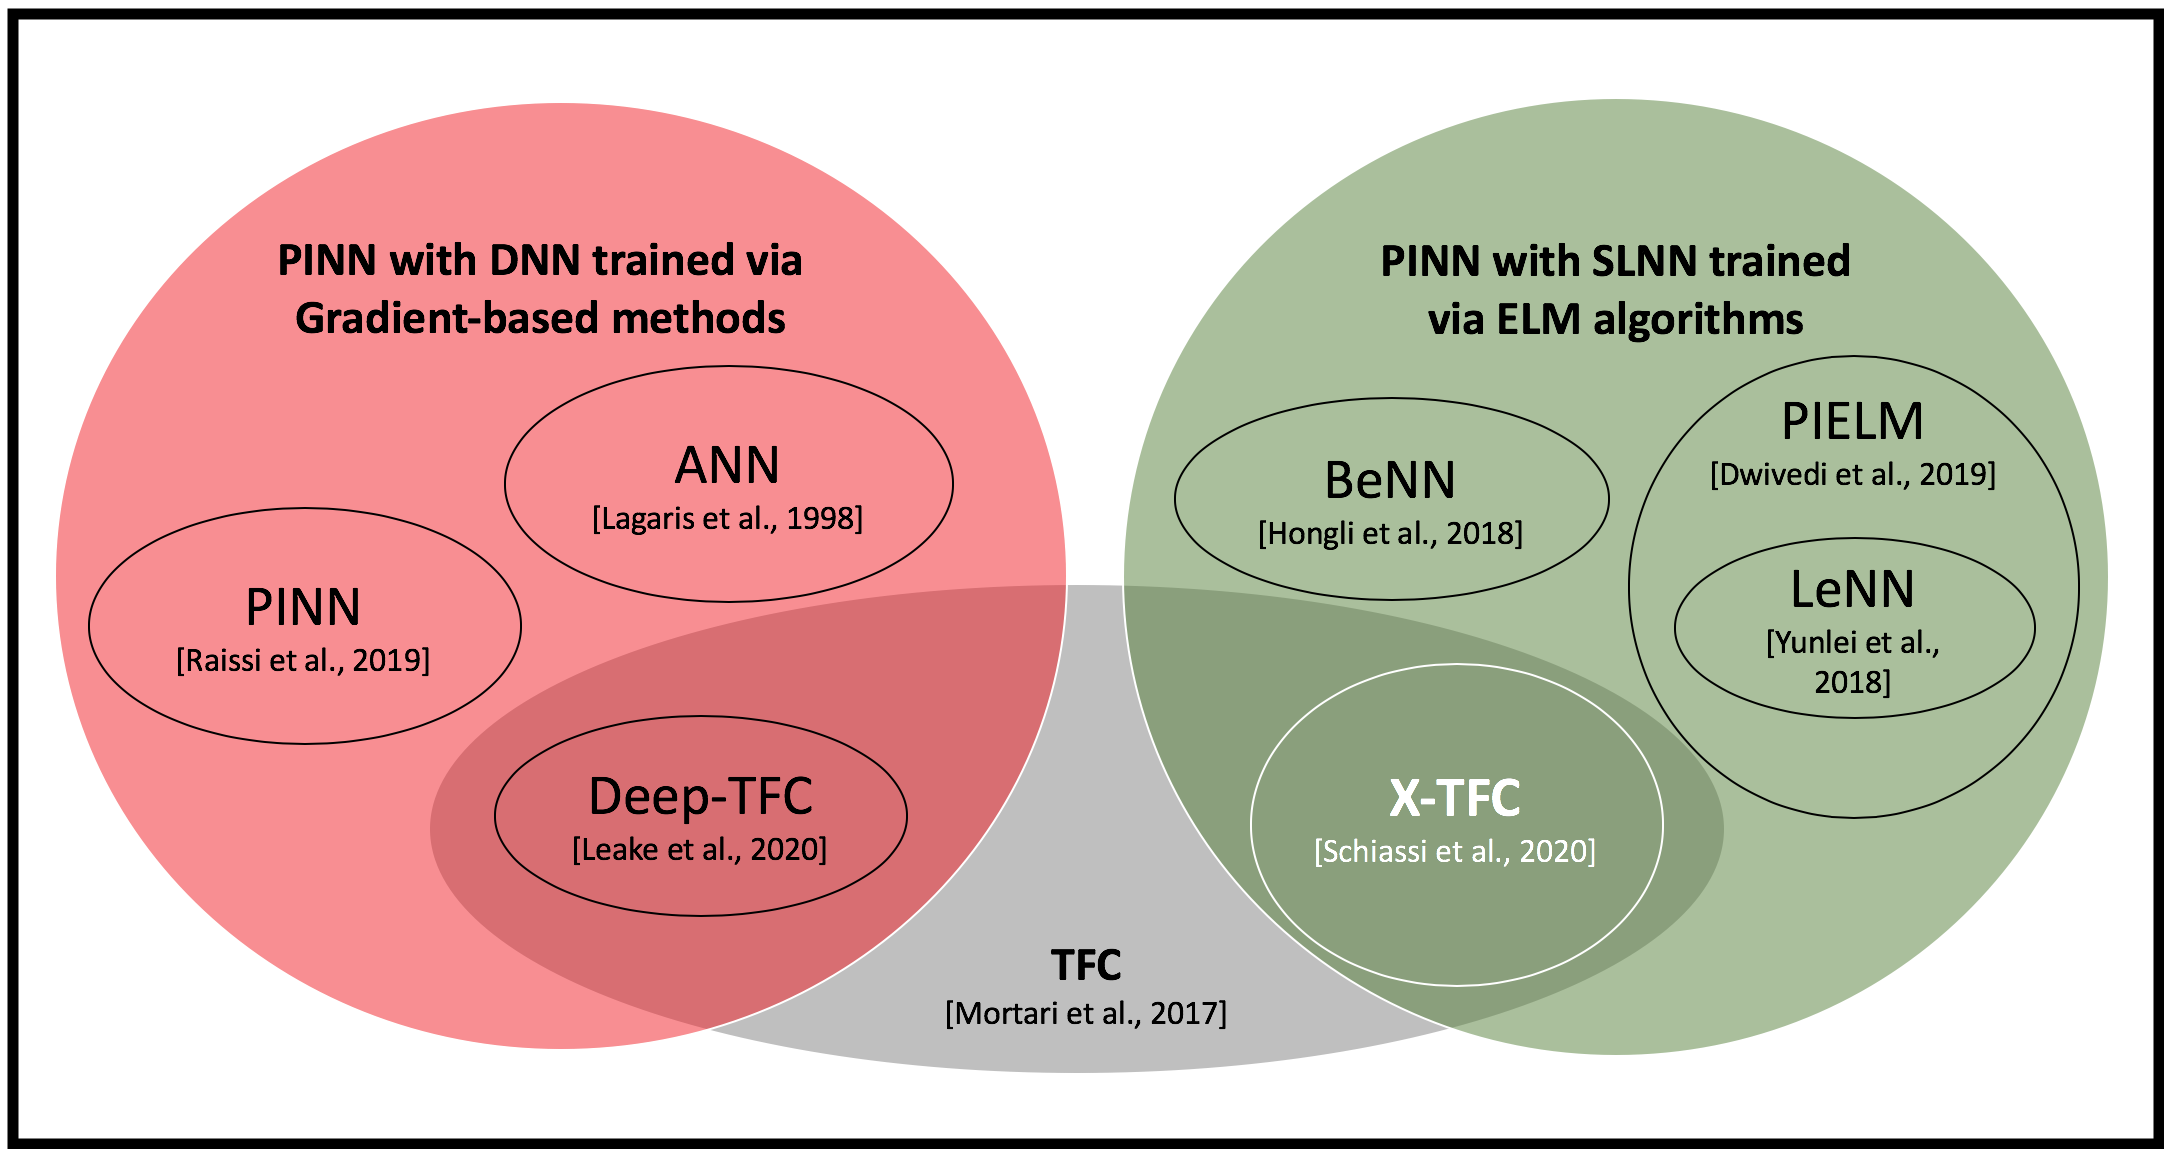 PINN with DNN trained via
Gradient-based methods
ANN
[Lagaris et al., 1998]
PINN
[Raissi et al., 2019]
Deep-TFC
[Leake et al., 2020]
TFC
[Mortari et al., 2017]
PINN with SLNN trained
via ELM algorithms
BeNN
[Hongli et al., 2018]
PIELM
[Dwivedi et al., 2019]
LeNN
[Yunlei et al.,
2018]
X-TFC
[Schiassi et al., 2020]